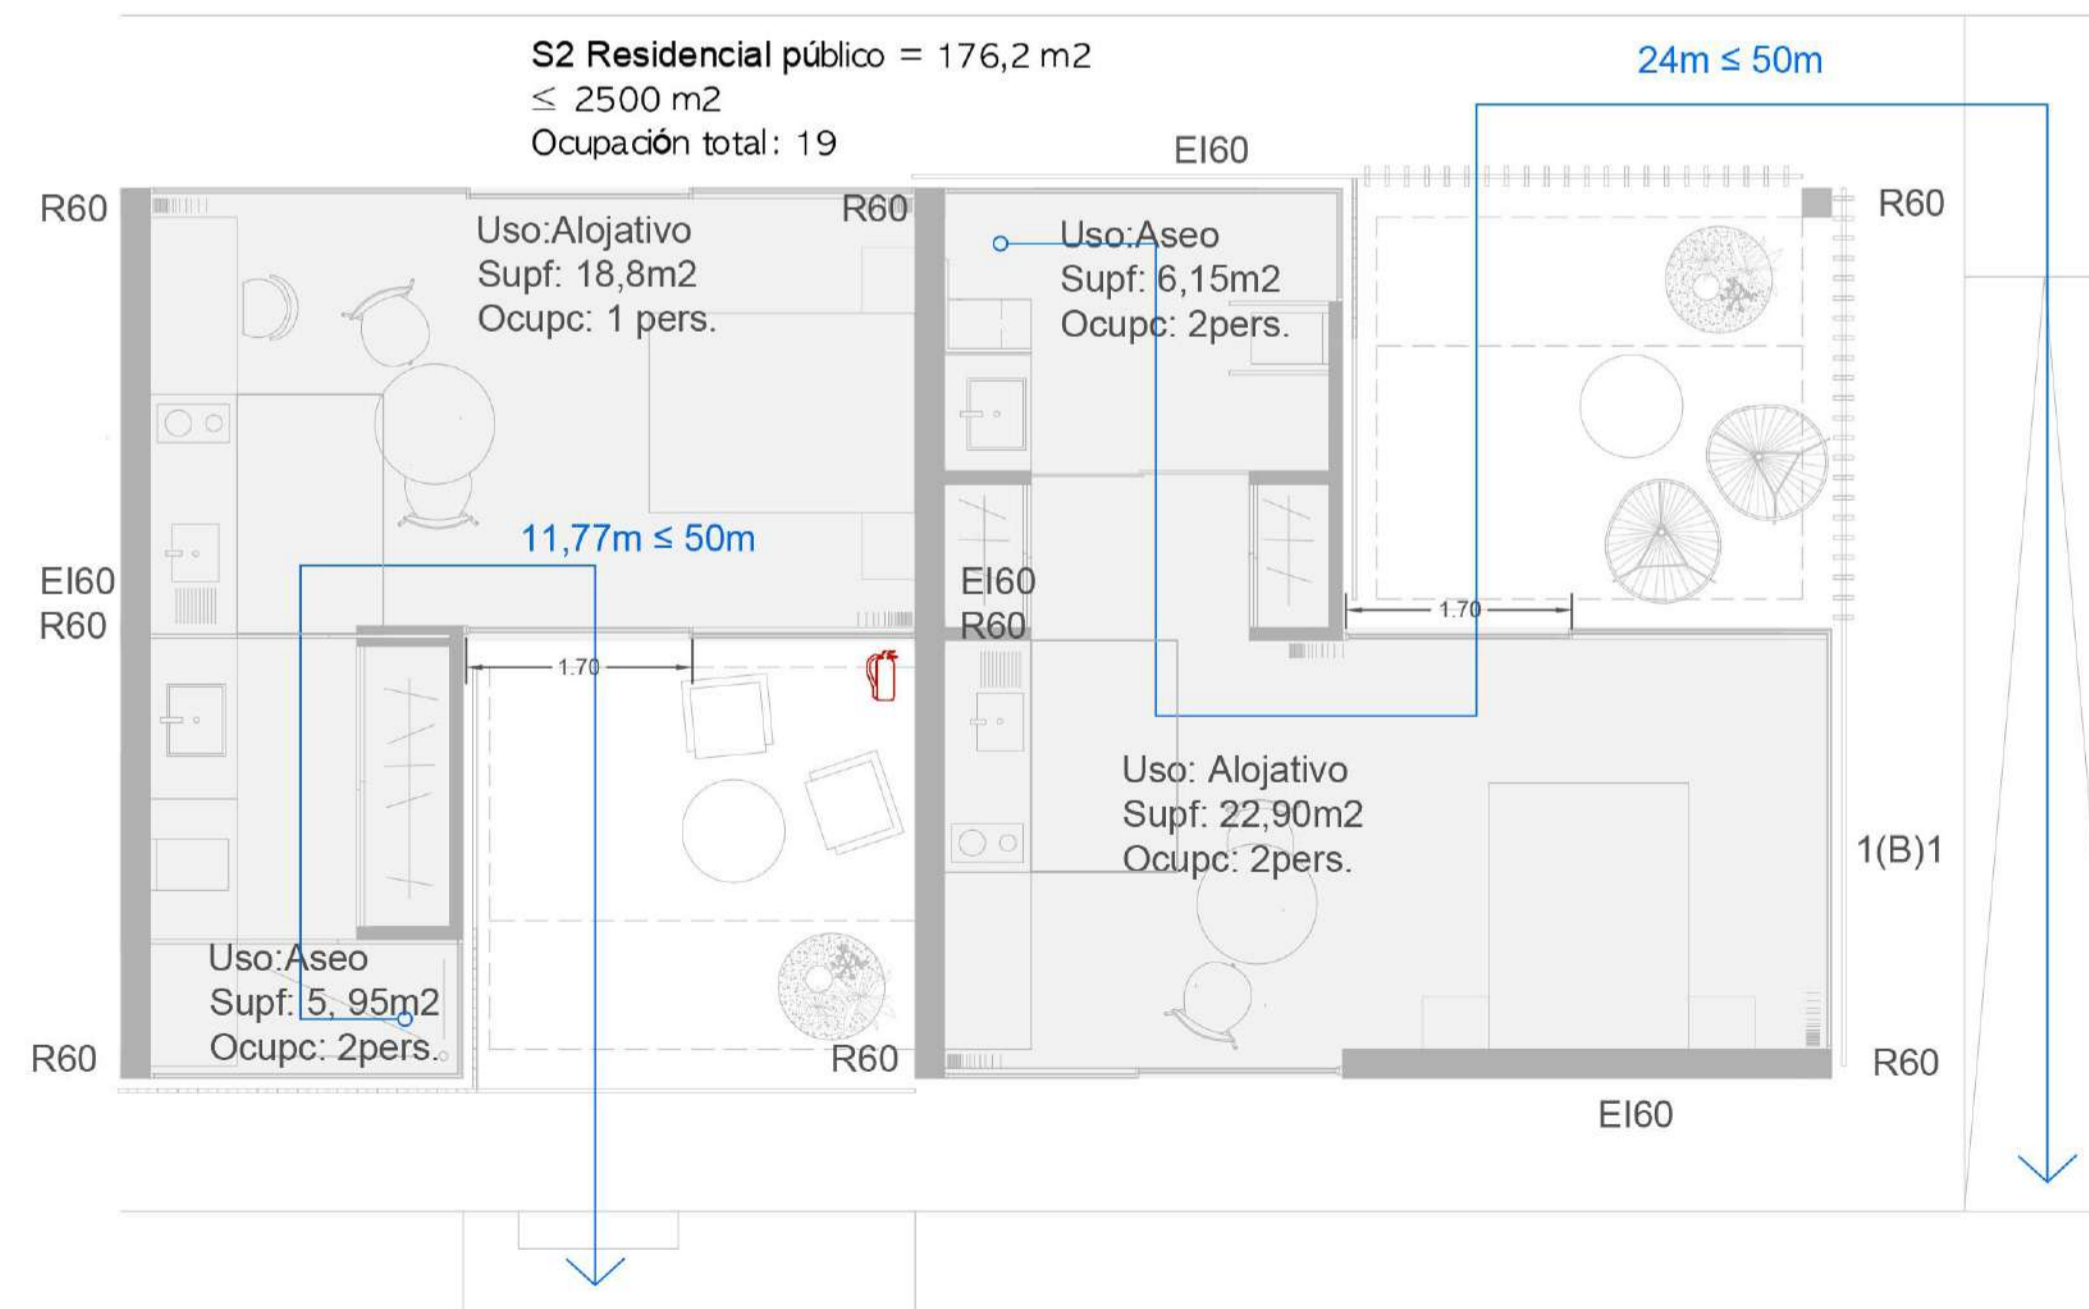 S2 Residencial público = 176,2 m2
≤ 2500 m2
Ocupación total: 19
24m ≤ 50m
EI60
R60
R60
R60
Uso:Alojativo
Supf: 18,8m2
Ocupc: 1 pers.
Uso:Aseo
Supf: 6,15m2
Ocupc: 2pers.
11,77m ≤ 50m
EI60
R60
EI60
R60
1.70
1.70
Uso: Alojativo
Supf: 22,90m2
Ocupc: 2pers.
1(B)1
Uso:Aseo
Supf: 5, 95m2
Ocupc: 2pers.
R60
R60
R60
EI60